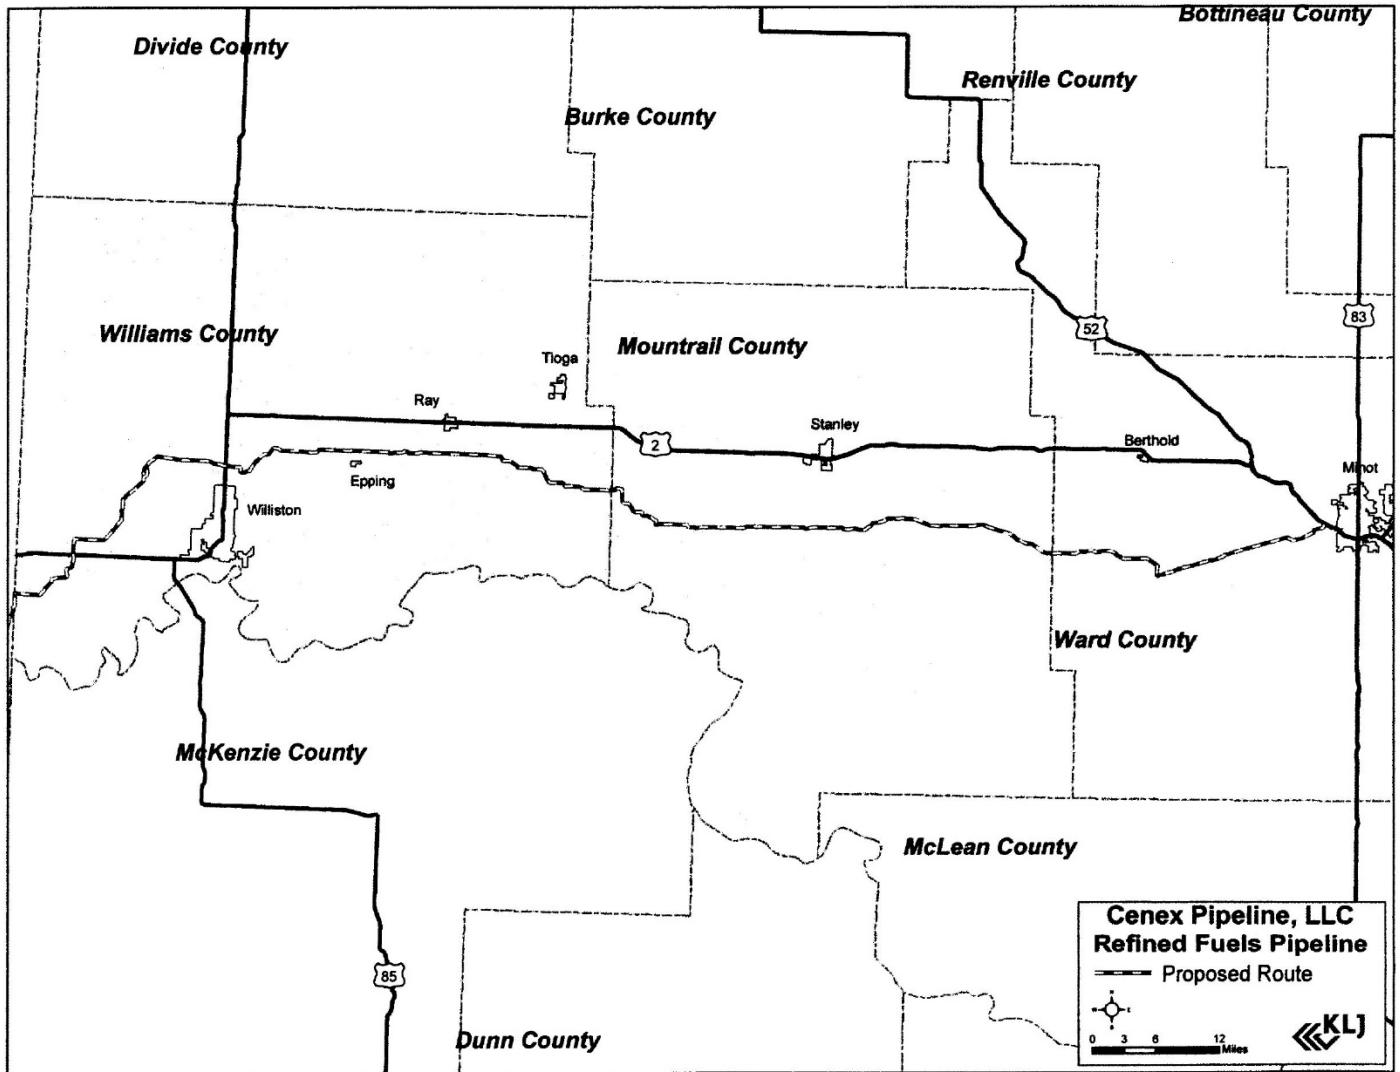 Bottineau County
Divide County
Renville County
Burke County
83
52
Williams County
Mountrail County
Tioga
Ray
Stanley
2
Berthold
Minot
Epping
Williston
Ward County
McKenzie County
McLean County
Cenex Pipeline, LLC
Refined Fuels Pipeline
Proposed Route
85
N
W E
S
KLJ
0 3 6 12
Miles
Dunn County